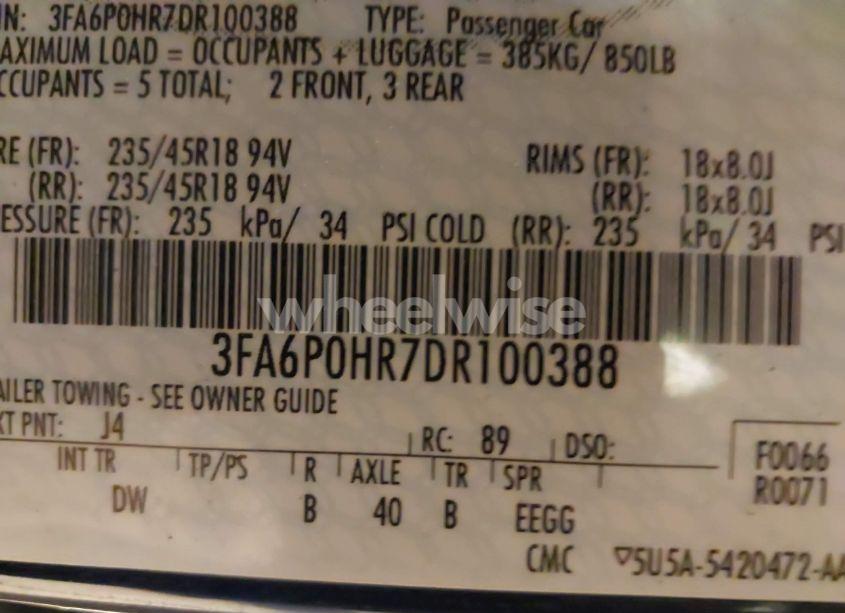 IN: 3FA6P0HR7DR100388 TYPE: Passenger Car
AXIMUM LOAD = OCCUPANTS + LUGGAGE = 385KG/ 850LB
CCUPANTS = 5 TOTAL; 2 FRONT, 3 REAR
RE (FR): 235/45R18 94V RIMS (FR): 18x8.0J
(RR): 235/45R18 94V (RR): 18x8.0J
ESSURE (FR): 235 kPa/ 34 PSI COLD (RR): 235 kPa/ 34 PSI
wheelwise
3FA6P0HR7DR100388
AILER TOWING - SEE OWNER GUIDE
XT PNT: J4 RC: 89 DSO:
F0066
R0071
INT TR TP/PS R AXLE TR SPR
DW B 40 B EEGG
CMC ▽5U5A-5420472-AA